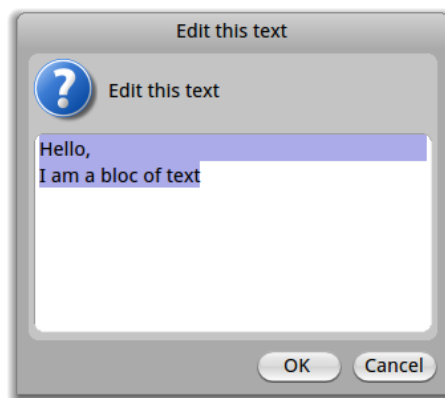 Edit this text
Edit this text
Hello,
I am a bloc of text
OK Cancel